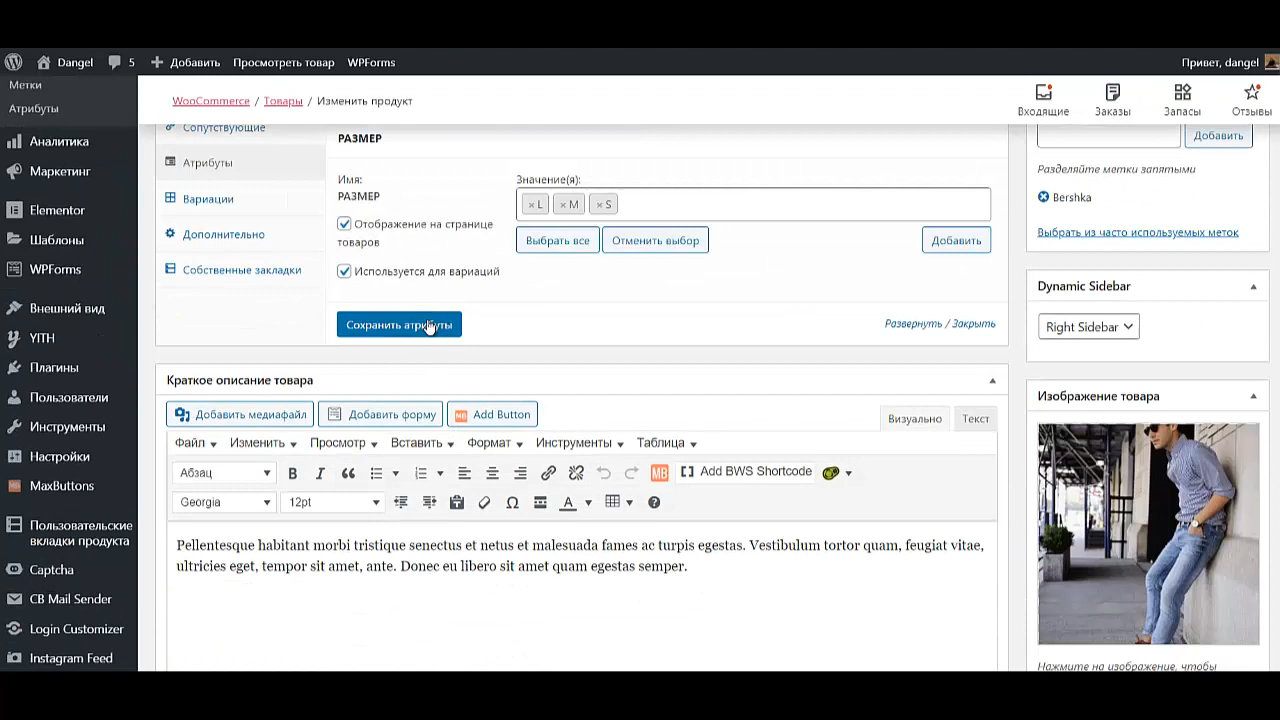 Dangel
5
Добавить
Просмотреть товар
WPForms
Привет, dangel
Метки
Атрибуты
Аналитика
Маркетинг
Elementor
Шаблоны
WPForms
Внешний вид
YITH
Плагины
Пользователи
Инструменты
Настройки
MaxButtons
Пользовательские
вкладки продукта
Captcha
CB Mail Sender
Login Customizer
Instagram Feed
WooCommerce / Товары / Изменить продукт
Входящие
Заказы
Запасы
Отзывы
Сопутствующие
Атрибуты
Вариации
Дополнительно
Собственные закладки
РАЗМЕР
Имя:
РАЗМЕР
Отображение на странице
товаров
Используется для вариаций
Значение(я):
× L × M × S
Выбрать все
Отменить выбор
Добавить
Сохранить атрибуты
Развернуть / Закрыть
Краткое описание товара
Добавить медиафайл
Добавить форму
MB Add Button
Визуально
Текст
Файл Изменить Просмотр Вставить Формат Инструменты Таблица
Абзац
B I
MB
Add BWS Shortcode
Georgia
12pt
A
Pellentesque habitant morbi tristique senectus et netus et malesuada fames ac turpis egestas. Vestibulum tortor quam, feugiat vitae,
ultricies eget, tempor sit amet, ante. Donec eu libero sit amet quam egestas semper.
Добавить
Разделяйте метки запятыми
Bershka
Выбрать из часто используемых меток
Dynamic Sidebar
Right Sidebar
Изображение товара
Нажмите на изображение, чтобы